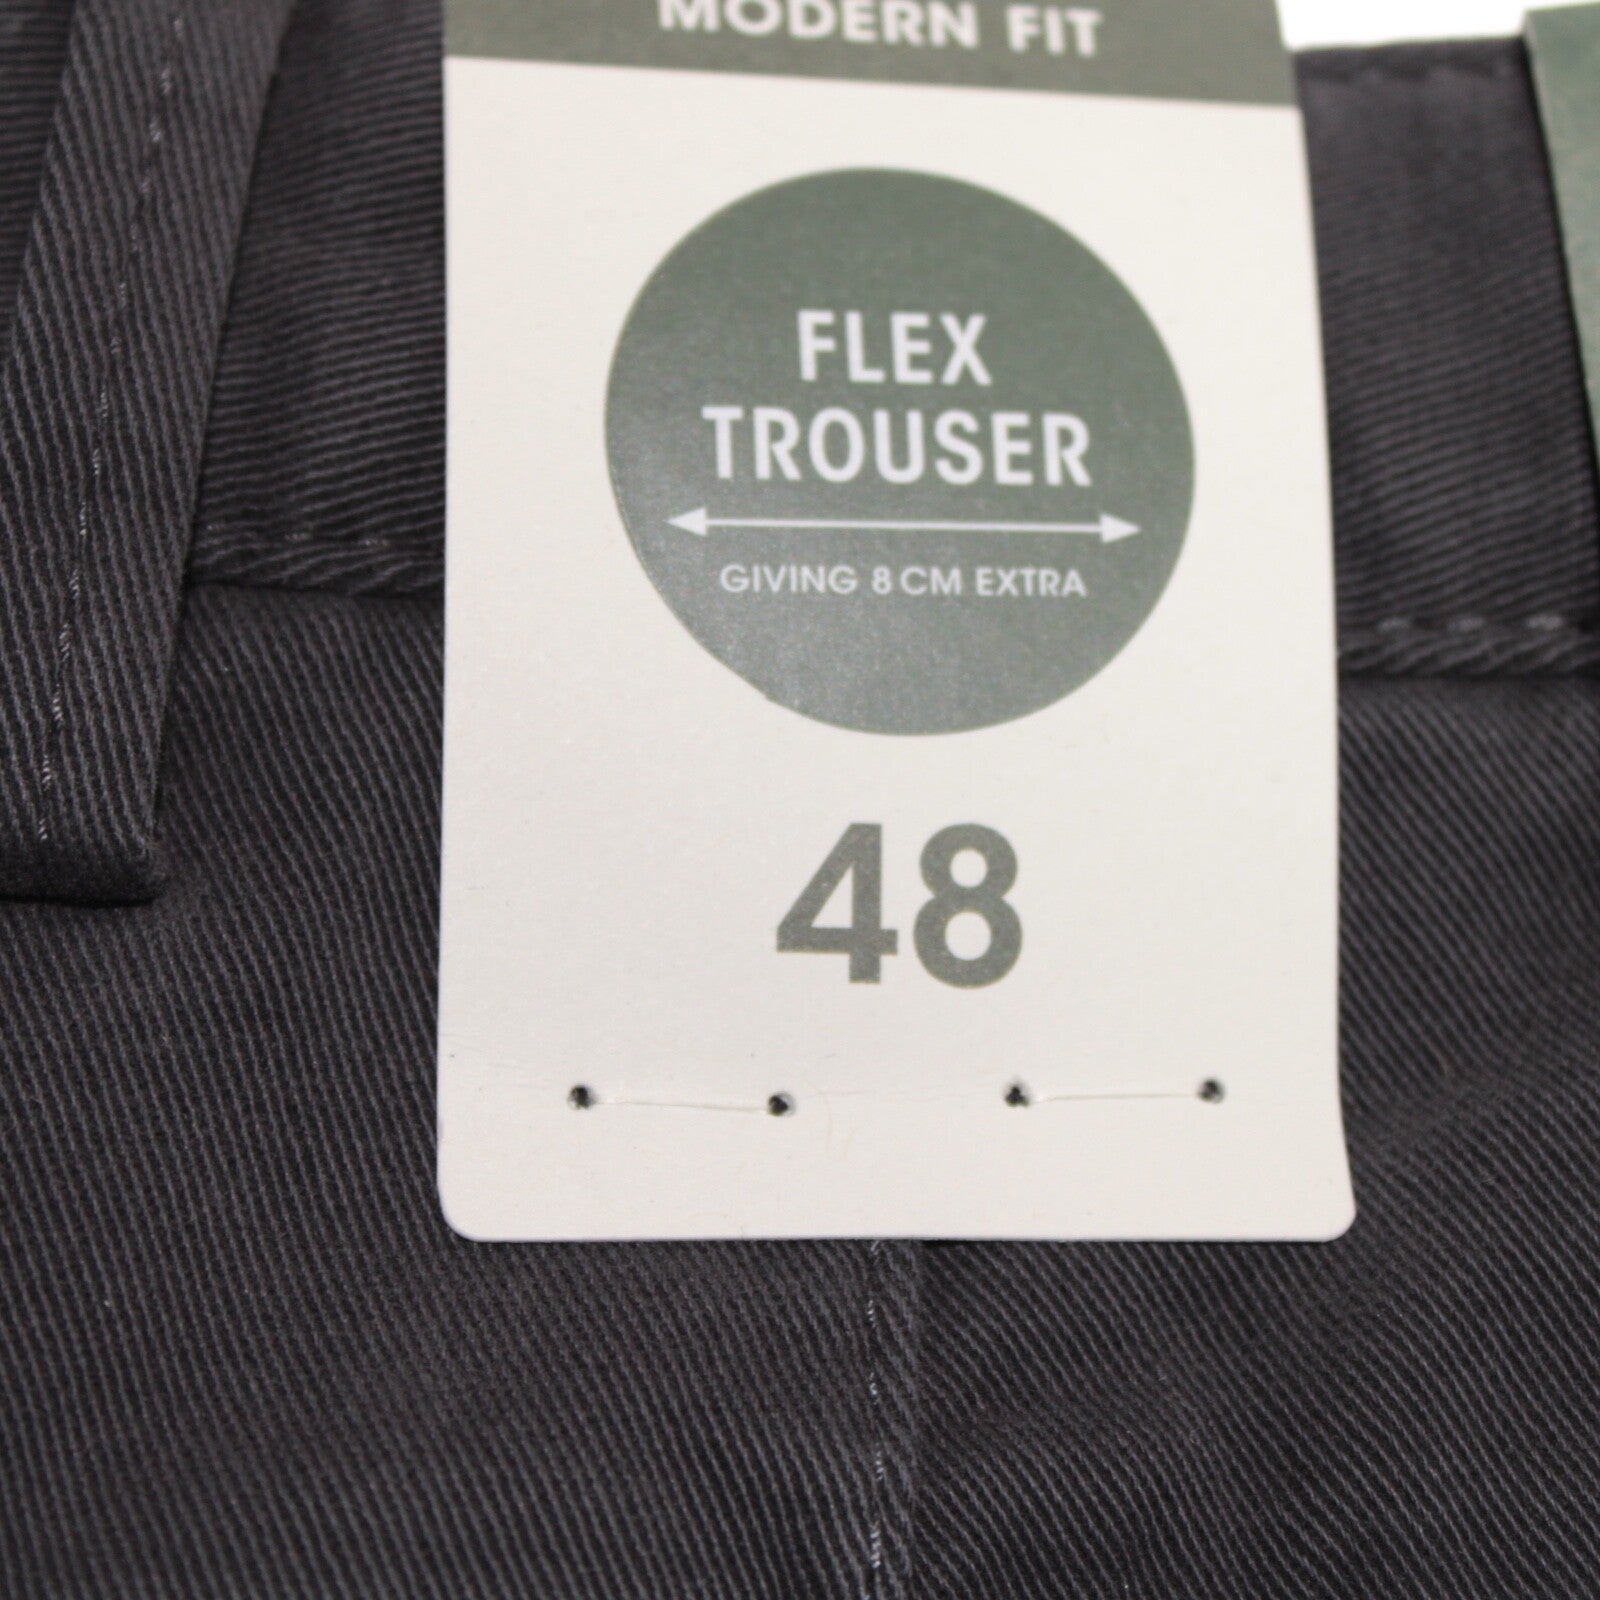 MODERN FIT
FLEX
TROUSER
GIVING 8 CM EXTRA
48